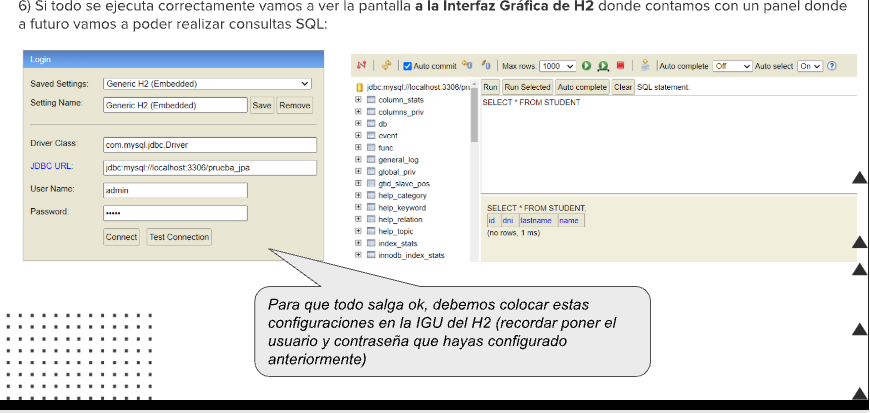 6) Si todo se ejecuta correctamente vamos a ver la pantalla a la Interfaz Gráfica de H2 donde contamos con un panel donde
a futuro vamos a poder realizar consultas SQL:
Login
Saved Settings: Generic H2 (Embedded)
Setting Name: Generic H2 (Embedded) Save Remove
Driver Class: com.mysql.jdbc.Driver
JDBC URL: jdbc:mysql://localhost:3306/prueba_jpa
User Name: admin
Password: •••••
Connect Test Connection
Auto commit Max rows: 1000 Auto complete Off Auto select On
jdbc:mysql://localhost:3306/pru
column_stats
columns_priv
db
event
func
general_log
global_priv
gtid_slave_pos
help_category
help_keyword
help_relation
help_topic
index_stats
innodb_index_stats
Run Run Selected Auto complete Clear SQL statement:
SELECT * FROM STUDENT
SELECT * FROM STUDENT;
id dni lastname name
(no rows, 1 ms)
Para que todo salga ok, debemos colocar estas
configuraciones en la IGU del H2 (recordar poner el
usuario y contraseña que hayas configurado
anteriormente)